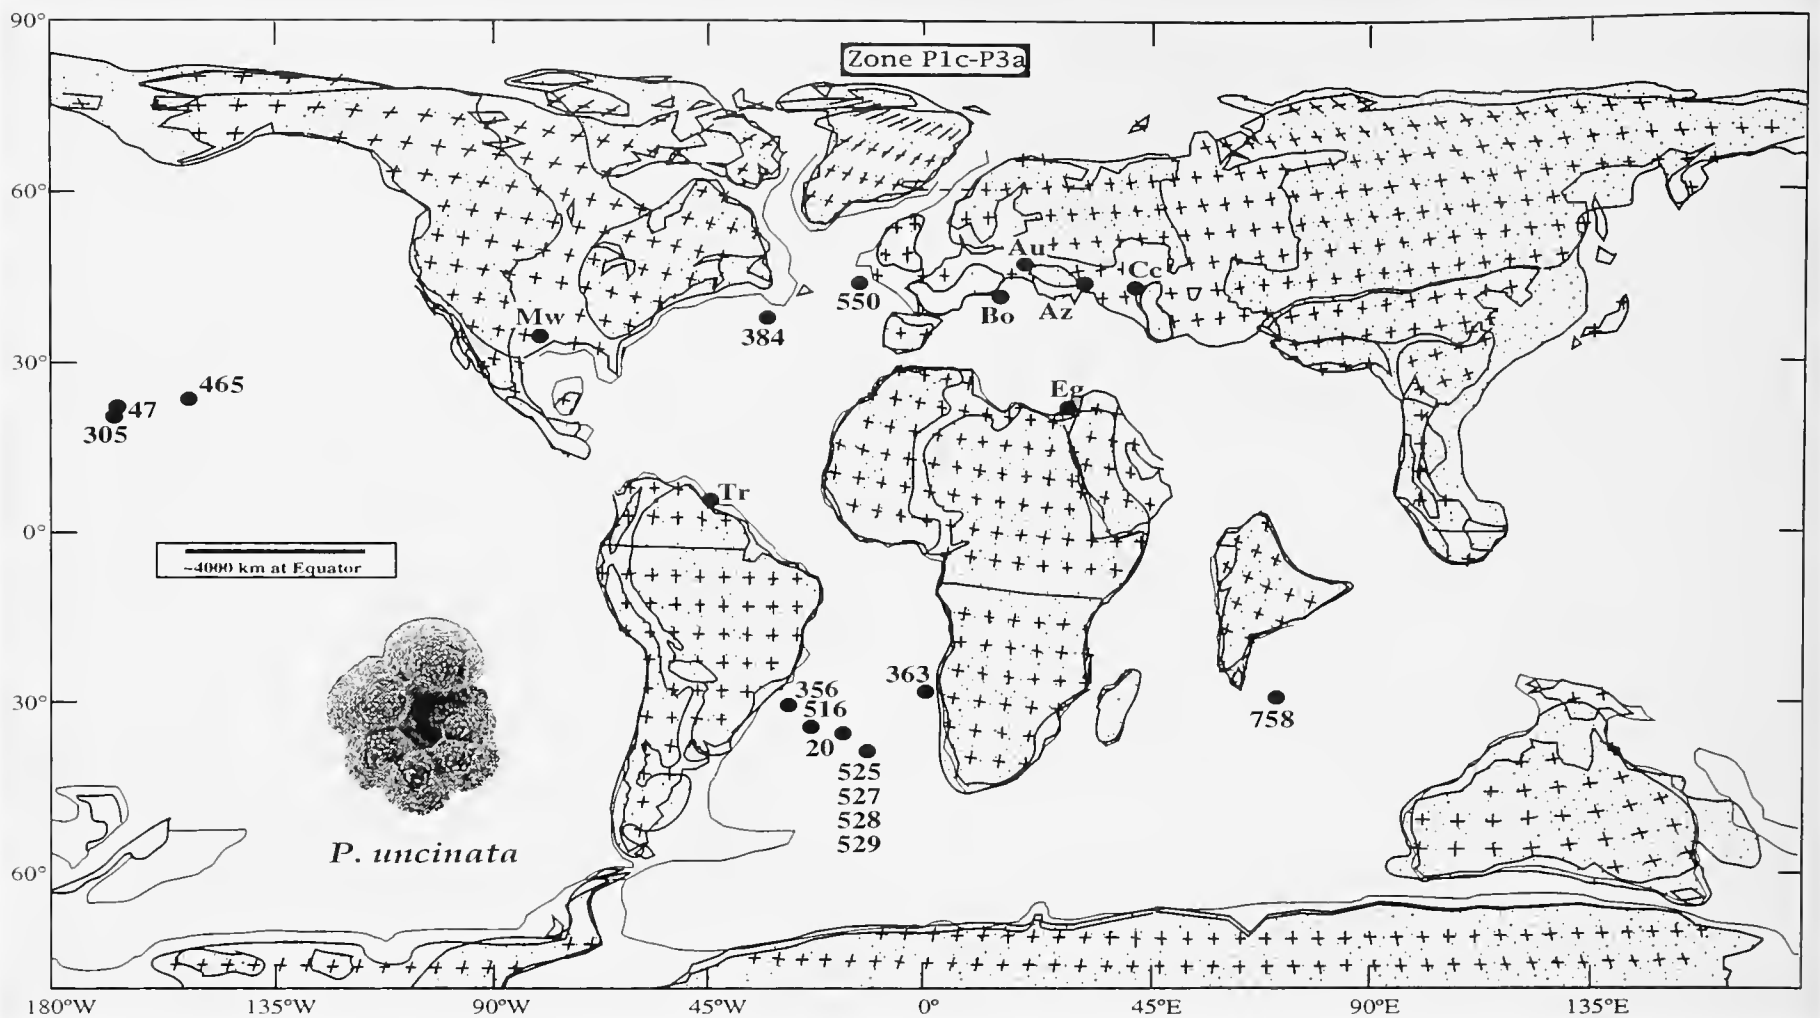 90°
Zone P1c-P3a
60°
Au
Cc
550
Bo
Az
Mw
384
30°
465
47
305
Eg
Tr
0°
~4000 km at Equator
363
356
516
20
30°
758
525
527
528
529
P. uncinata
60°
180°W
135°W
90°W
45°W
0°
45°E
90°E
135°E